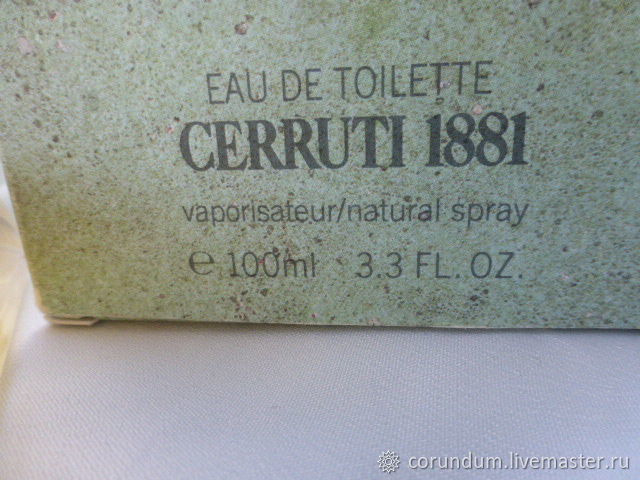 EAU DE TOILETTE
CERRUTI 1881
vaporisateur/natural spray
℮ 100ml 3.3 FL. OZ.
corundum.livemaster.ru